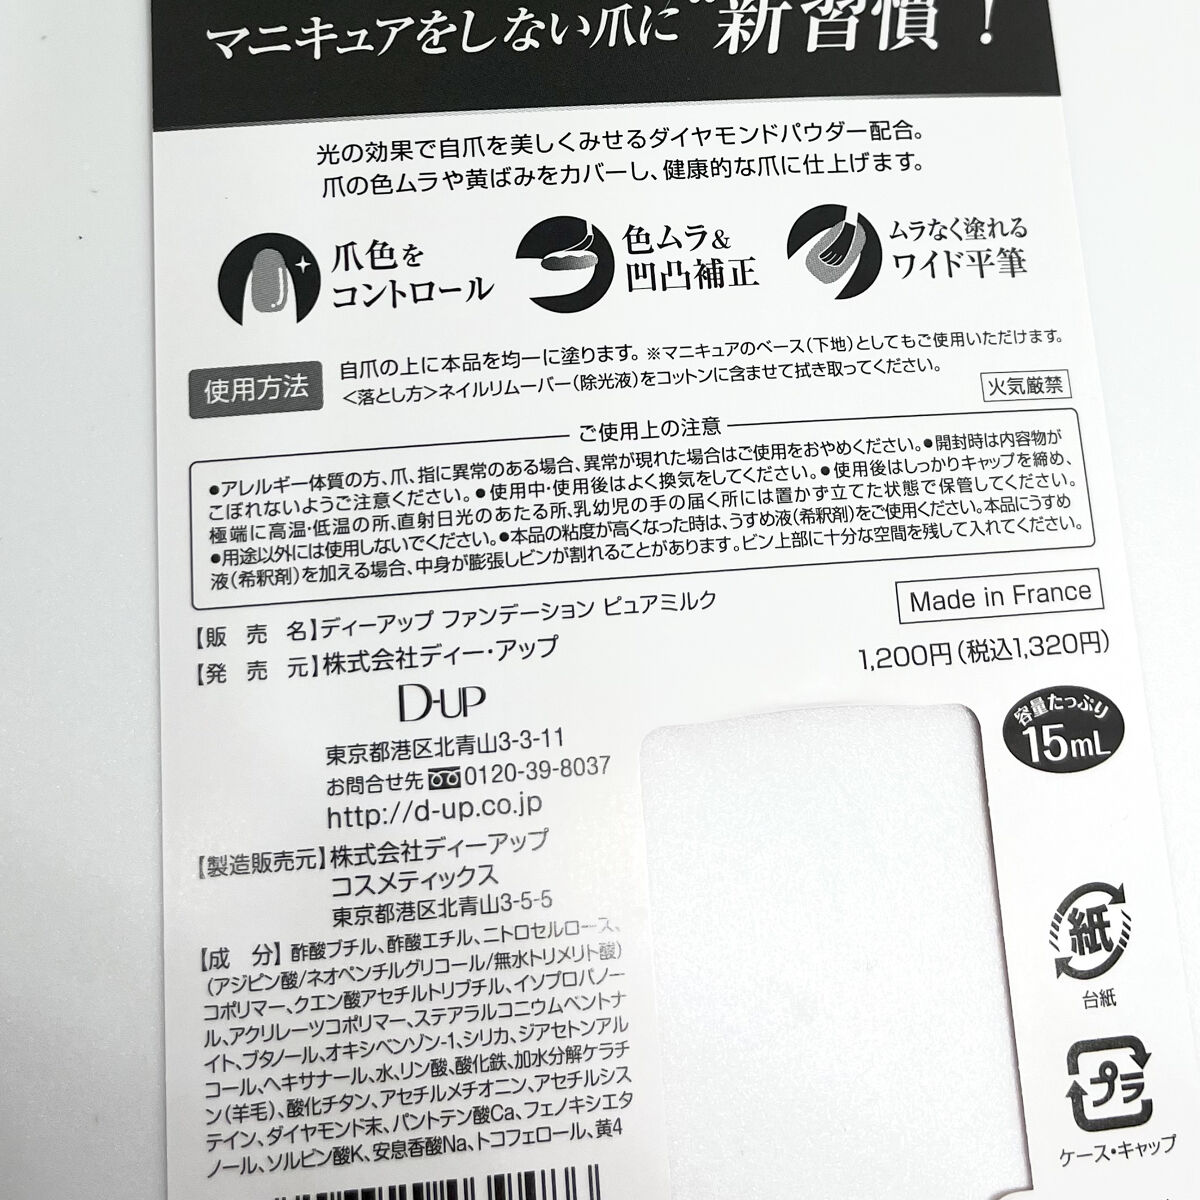 マニキュアをしない爪に“新習慣！
光の効果で自爪を美しくみせるダイヤモンドパウダー配合。
爪の色ムラや黄ばみをカバーし、健康的な爪に仕上げます。
爪色を
コントロール
色ムラ&
凹凸補正
ムラなく塗れる
ワイド平筆
使用方法
自爪の上に本品を均一に塗ります。※マニキュアのベース(下地)としてもご使用いただけます。
<落とし方>ネイルリムーバー(除光液)をコットンに含ませて拭き取ってください。
火気厳禁
ご使用上の注意
●アレルギー体質の方、爪、指に異常のある場合、異常が現れた場合はご使用をおやめください。●開封時は内容物が
こぼれないようご注意ください。●使用中・使用後はよく換気をしてください。●使用後はしっかりキャップを締め、
極端に高温・低温の所、直射日光のあたる所、乳幼児の手の届く所には置かず立てた状態で保管してください。
●用途以外には使用しないでください。●本品の粘度が高くなった時は、うすめ液(希釈剤)をご使用ください。本品にうすめ
液(希釈剤)を加える場合、中身が膨張しビンが割れることがあります。ビン上部に十分な空間を残して入れてください。
【販売名】ディーアップ ファンデーション ピュアミルク
Made in France
【発売元】株式会社ディー・アップ
1,200円(税込1,320円)
D-UP
容量たっぷり
15mL
東京都港区北青山3-3-11
お問合せ先 0120-39-8037
http://d-up.co.jp
【製造販売元】株式会社ディーアップ
コスメティックス
東京都港区北青山3-5-5
【成分】酢酸ブチル、酢酸エチル、ニトロセルロース、
(アジピン酸/ネオペンチルグリコール/無水トリメリト酸)
コポリマー、クエン酸アセチルトリブチル、イソプロパノー
ル、アクリレーツコポリマー、ステアラルコニウムベントナ
イト、ブタノール、オキシベンゾン-1、シリカ、ジアセトンアル
コール、ヘキサナール、水、リン酸、酸化鉄、加水分解ケラチ
ン(羊毛)、酸化チタン、アセチルメチオニン、アセチルシス
テイン、ダイヤモンド末、パントテン酸Ca、フェノキシエタ
ノール、ソルビン酸K、安息香酸Na、トコフェロール、黄4
紙
台紙
プラ
ケース・キャップ